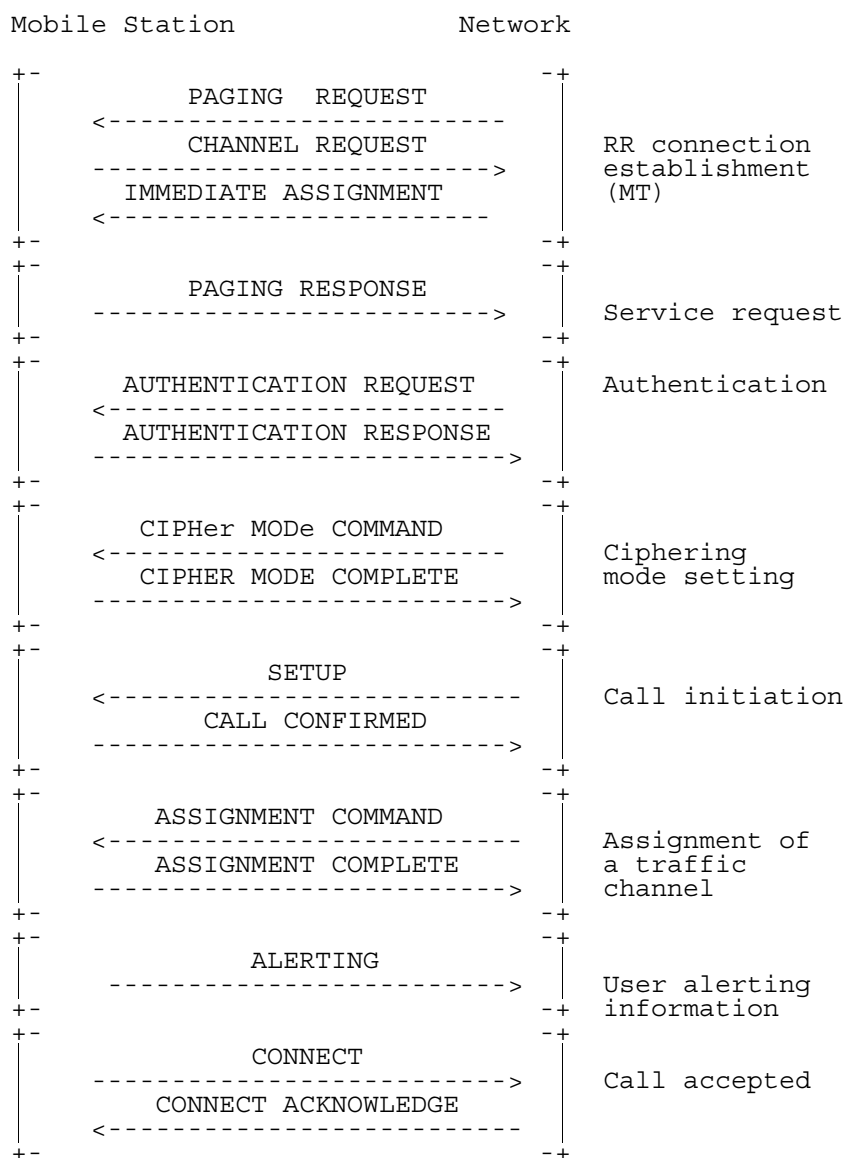 Mobile Station Network
PAGING REQUEST
CHANNEL REQUEST
RR connection
establishment
IMMEDIATE ASSIGNMENT
(MT)
PAGING RESPONSE
Service request
AUTHENTICATION REQUEST
Authentication
AUTHENTICATION RESPONSE
CIPHer MODe COMMAND
Ciphering
CIPHER MODE COMPLETE
mode setting
SETUP
Call initiation
CALL CONFIRMED
ASSIGNMENT COMMAND
Assignment of
ASSIGNMENT COMPLETE
a traffic
channel
ALERTING
User alerting
information
CONNECT
Call accepted
CONNECT ACKNOWLEDGE